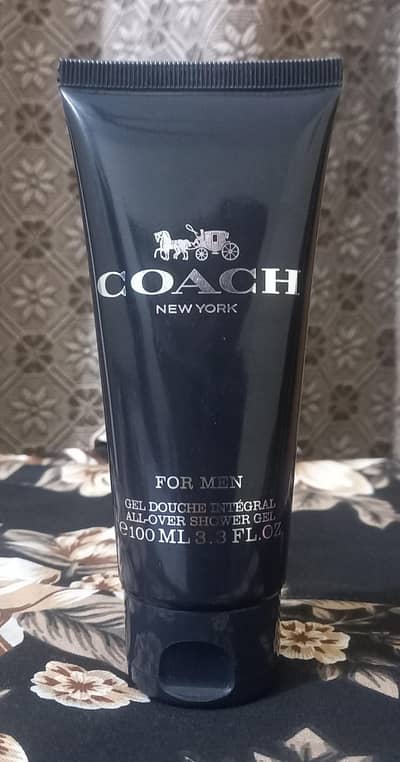 COACH
NEW YORK
FOR MEN
GEL DOUCHE INTÉGRAL
ALL-OVER SHOWER GEL
℮100 ML 3.3 FL.OZ